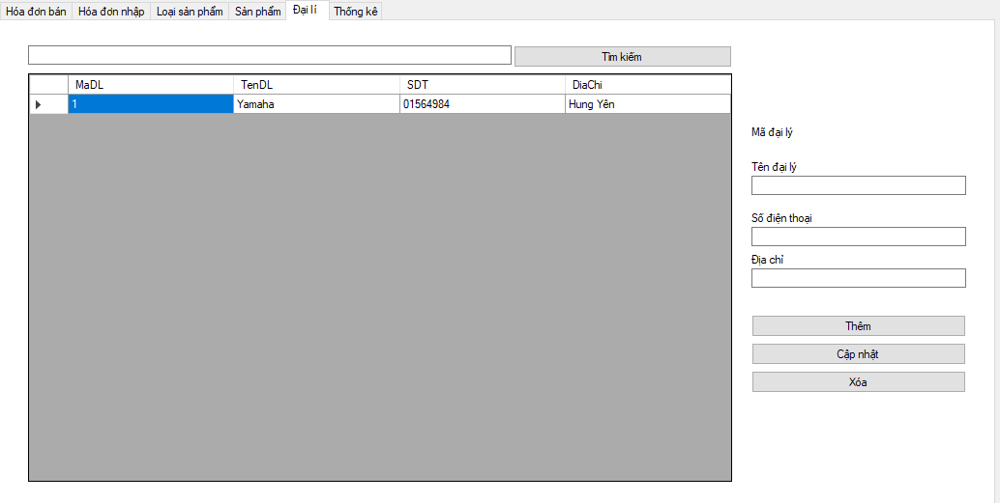 Hóa đơn bán Hóa đơn nhập Loại sản phẩm Sản phẩm Đại lí Thống kê
Tìm kiếm
MaDL TenDL SDT DiaChi
1 Yamaha 01564984 Hung Yên
Mã đại lý
Tên đại lý
Số điện thoại
Địa chỉ
Thêm
Cập nhật
Xóa